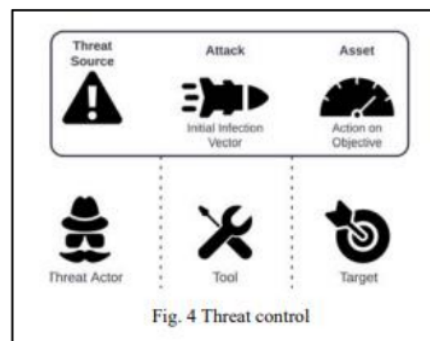 Threat
Source
Attack
Asset
Initial Infection
Vector
Action on
Objective
Threat Actor
Tool
Target
Fig. 4 Threat control